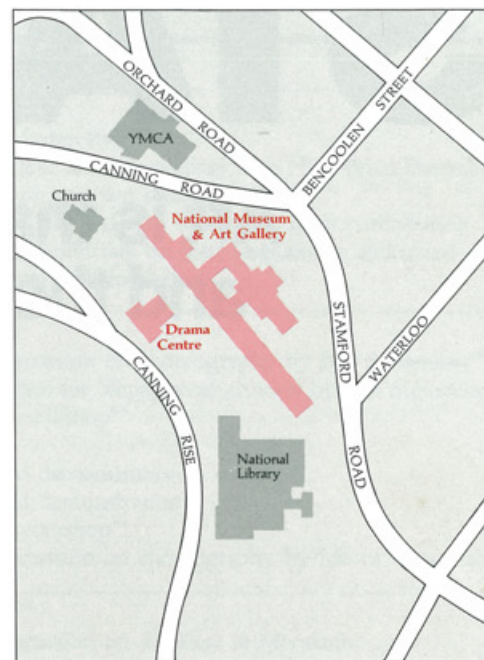 ORCHARD ROAD
BENCOOLEN STREET
YMCA
CANNING ROAD
Church
National Museum
& Art Gallery
STAMFORD ROAD
WATERLOO
Drama
Centre
CANNING RISE
National
Library